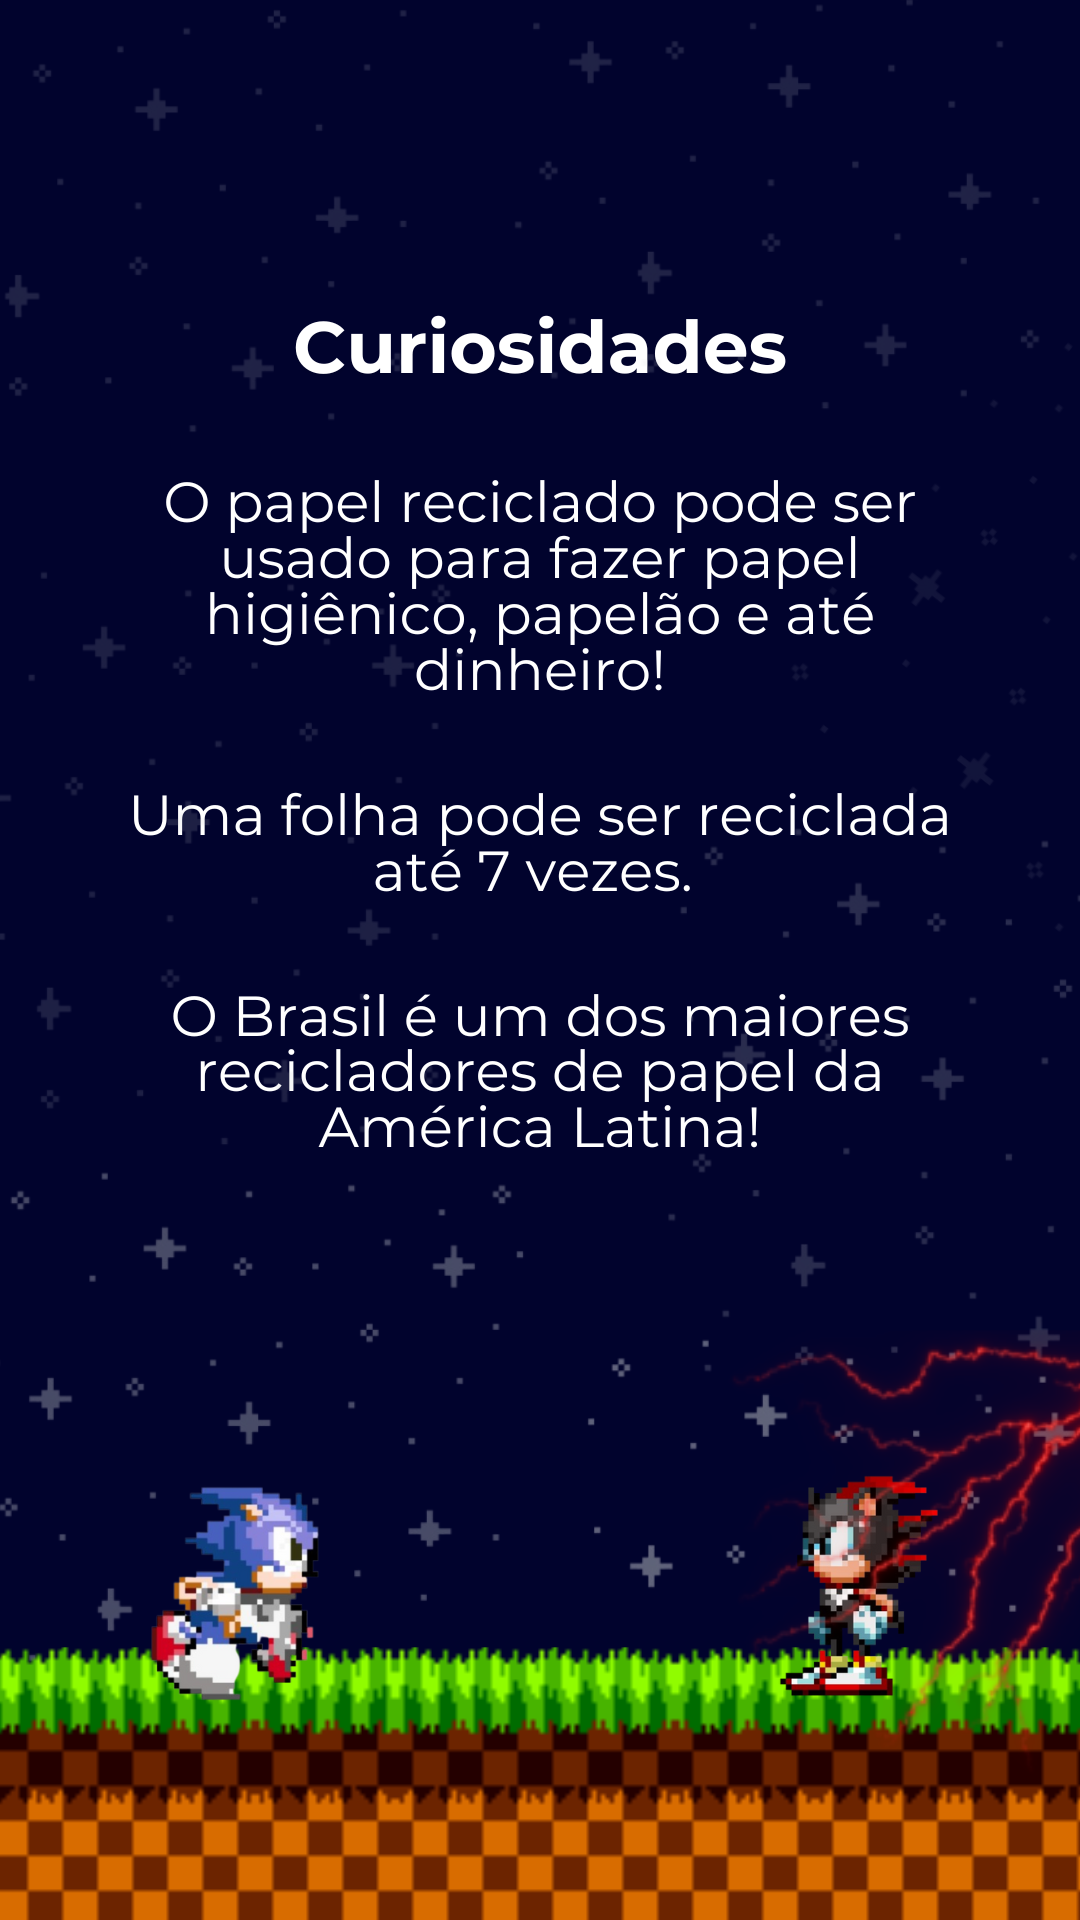 Curiosidades
O papel reciclado pode ser
usado para fazer papel
higiênico, papelão e até
dinheiro!
Uma folha pode ser reciclada
até 7 vezes.
O Brasil é um dos maiores
recicladores de papel da
América Latina!